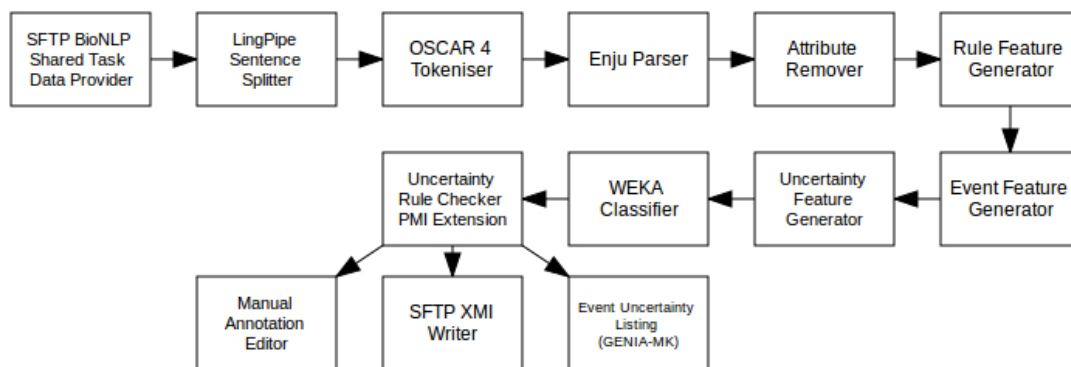 SFTP BioNLP
Shared Task
Data Provider
LingPipe
Sentence
Splitter
OSCAR 4
Tokeniser
Enju Parser
Attribute
Remover
Rule Feature
Generator
Event Feature
Generator
Uncertainty
Feature
Generator
WEKA
Classifier
Uncertainty
Rule Checker
PMI Extension
Manual
Annotation
Editor
SFTP XMI
Writer
Event Uncertainty
Listing
(GENIA-MK)